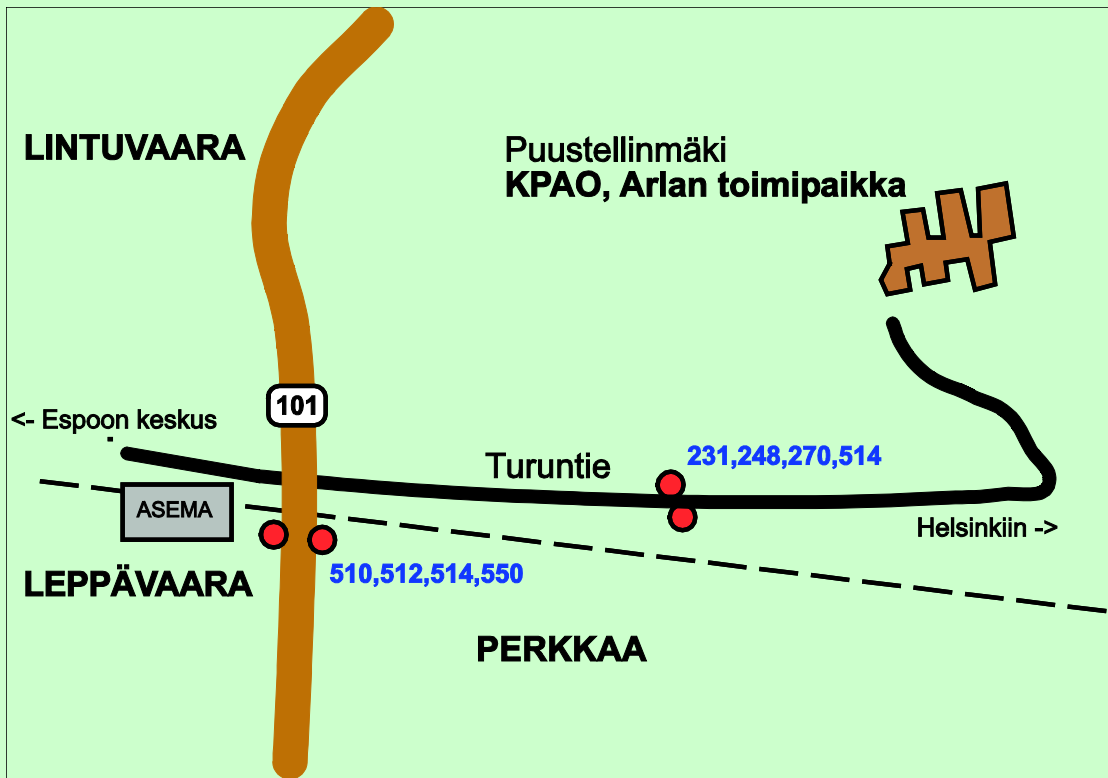 LINTUVAARA
Puustellinmäki
KPAO, Arlan toimipaikka
101
<- Espoon keskus
Turuntie
231,248,270,514
ASEMA
Helsinkiin ->
LEPPÄVAARA
510,512,514,550
PERKKAA